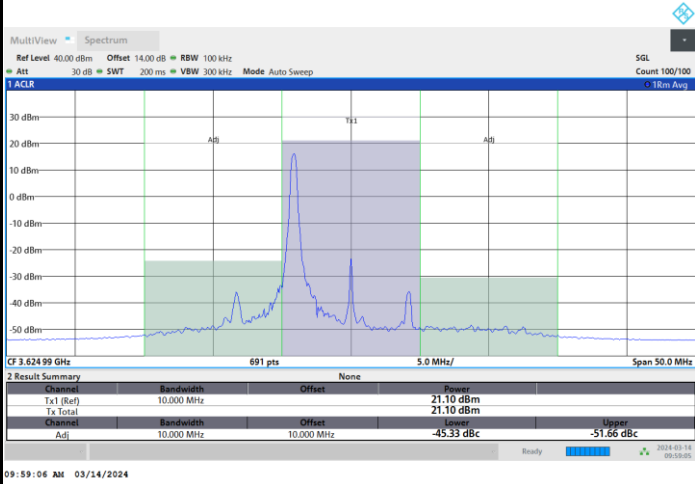 MultiView Spectrum
Ref Level 40.00 dBm Offset 14.00 dB RBW 100 kHz SGL
Att 30 dB SWT 200 ms VBW 300 kHz Mode Auto Sweep Count 100/100
1 ACLR 1Rm Avg
30 dBm
Tx1
20 dBm
Adj Adj
10 dBm
0 dBm
-10 dBm
-20 dBm
-30 dBm
-40 dBm
-50 dBm
CF 3.624 99 GHz 691 pts 5.0 MHz/ Span 50.0 MHz
2 Result Summary None
Channel Bandwidth Offset Power
Tx1 (Ref) 10.000 MHz 21.10 dBm
Tx Total 21.10 dBm
Channel Bandwidth Offset Lower Upper
Adj 10.000 MHz 10.000 MHz -45.33 dBc -51.66 dBc
Ready 2024-03-14
09:59:05
09:59:06 AM 03/14/2024